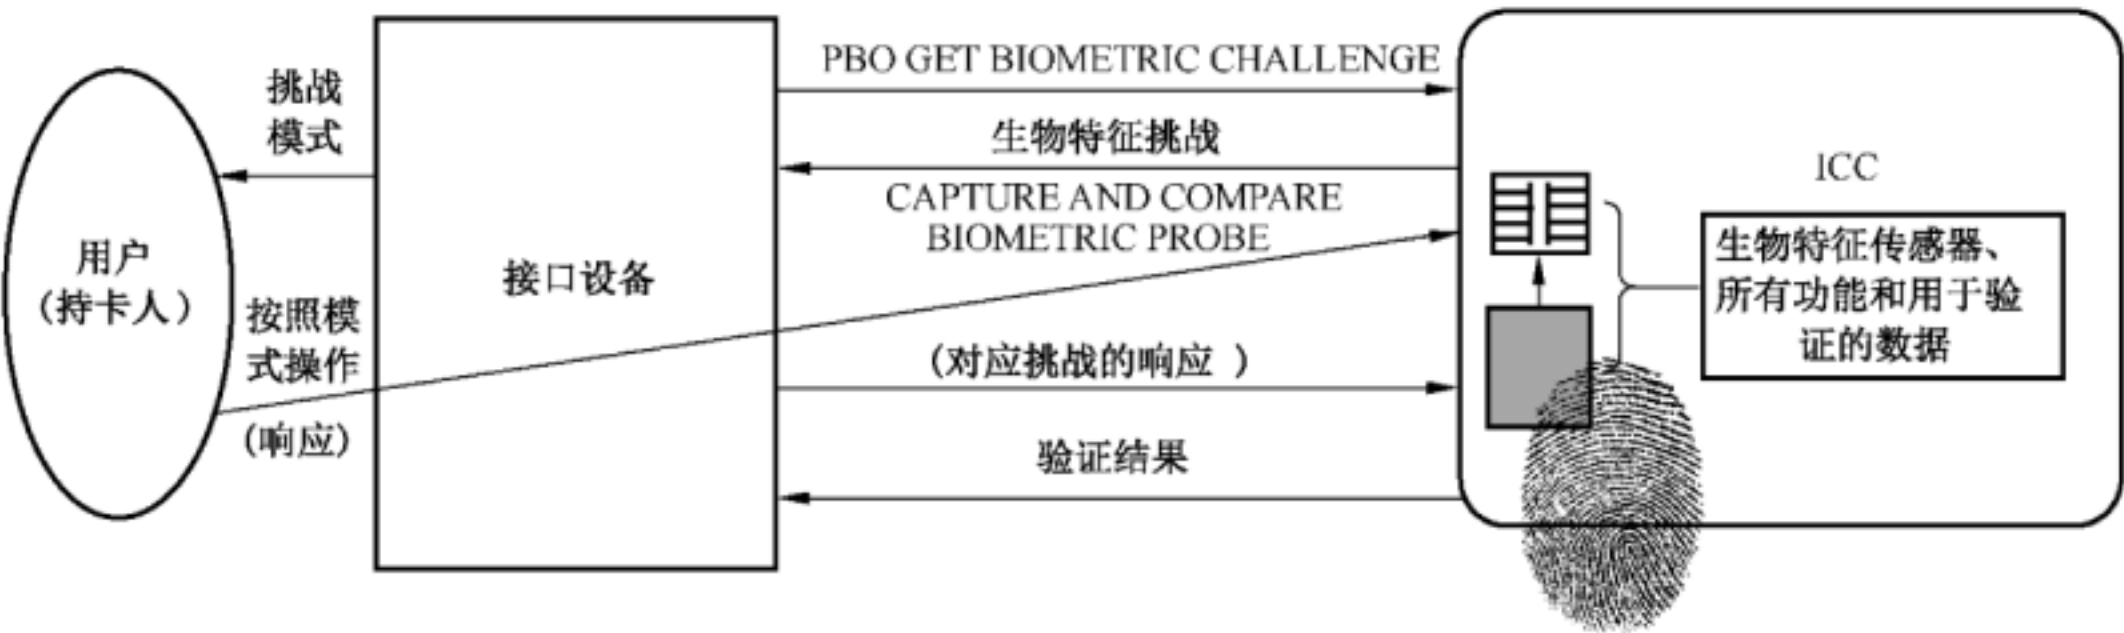 挑战
模式
用户
（持卡人）
按照模
式操作
(响应)
接口设备
PBO GET BIOMETRIC CHALLENGE
生物特征挑战
CAPTURE AND COMPARE
BIOMETRIC PROBE
(对应挑战的响应 )
验证结果
ICC
生物特征传感器、
所有功能和用于验
证的数据